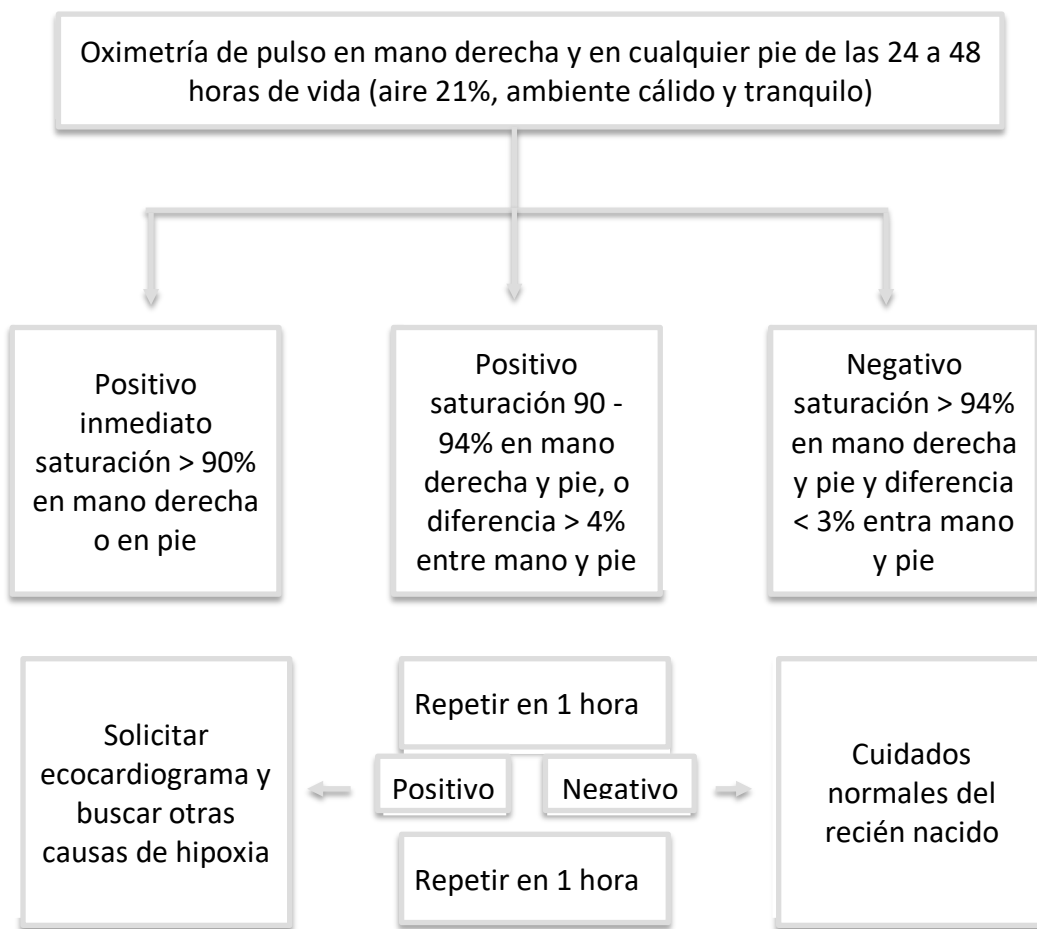 Oximetría de pulso en mano derecha y en cualquier pie de las 24 a 48
horas de vida (aire 21%, ambiente cálido y tranquilo)
Positivo
inmediato
saturación > 90%
en mano derecha
o en pie
Positivo
saturación 90 -
94% en mano
derecha y pie, o
diferencia > 4%
entre mano y pie
Negativo
saturación > 94%
en mano derecha
y pie y diferencia
< 3% entra mano
y pie
Solicitar
ecocardiograma y
buscar otras
causas de hipoxia
Repetir en 1 hora
Positivo
Negativo
Repetir en 1 hora
Cuidados
normales del
recién nacido